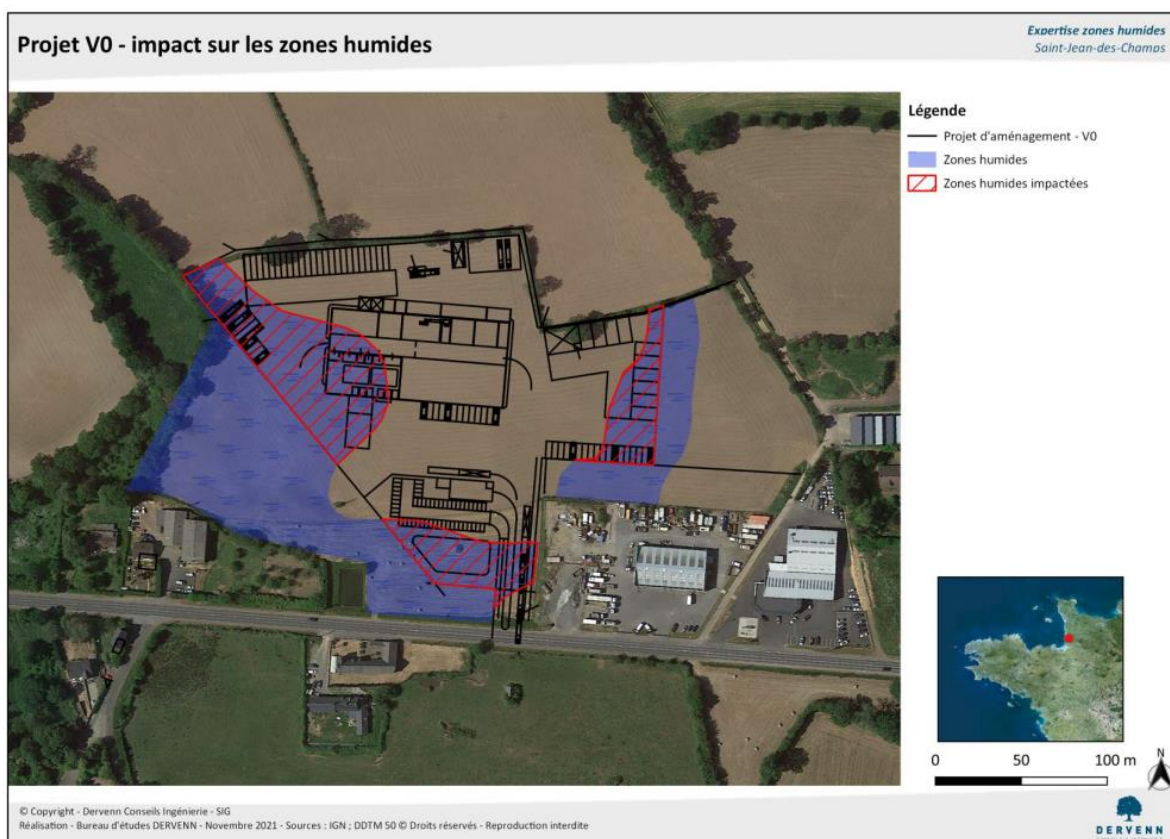 Projet V0 - impact sur les zones humides
Expertise zones humides
Saint-Jean-des-Champs
Légende
Projet d'aménagement - V0
Zones humides
Zones humides impactées
0 50 100 m
N
© Copyright - Dervenn Conseils Ingénierie - SIG
Réalisation - Bureau d'études DERVENN - Novembre 2021 - Sources : IGN ; DDTM 50 © Droits réservés - Reproduction interdite
DERVENN